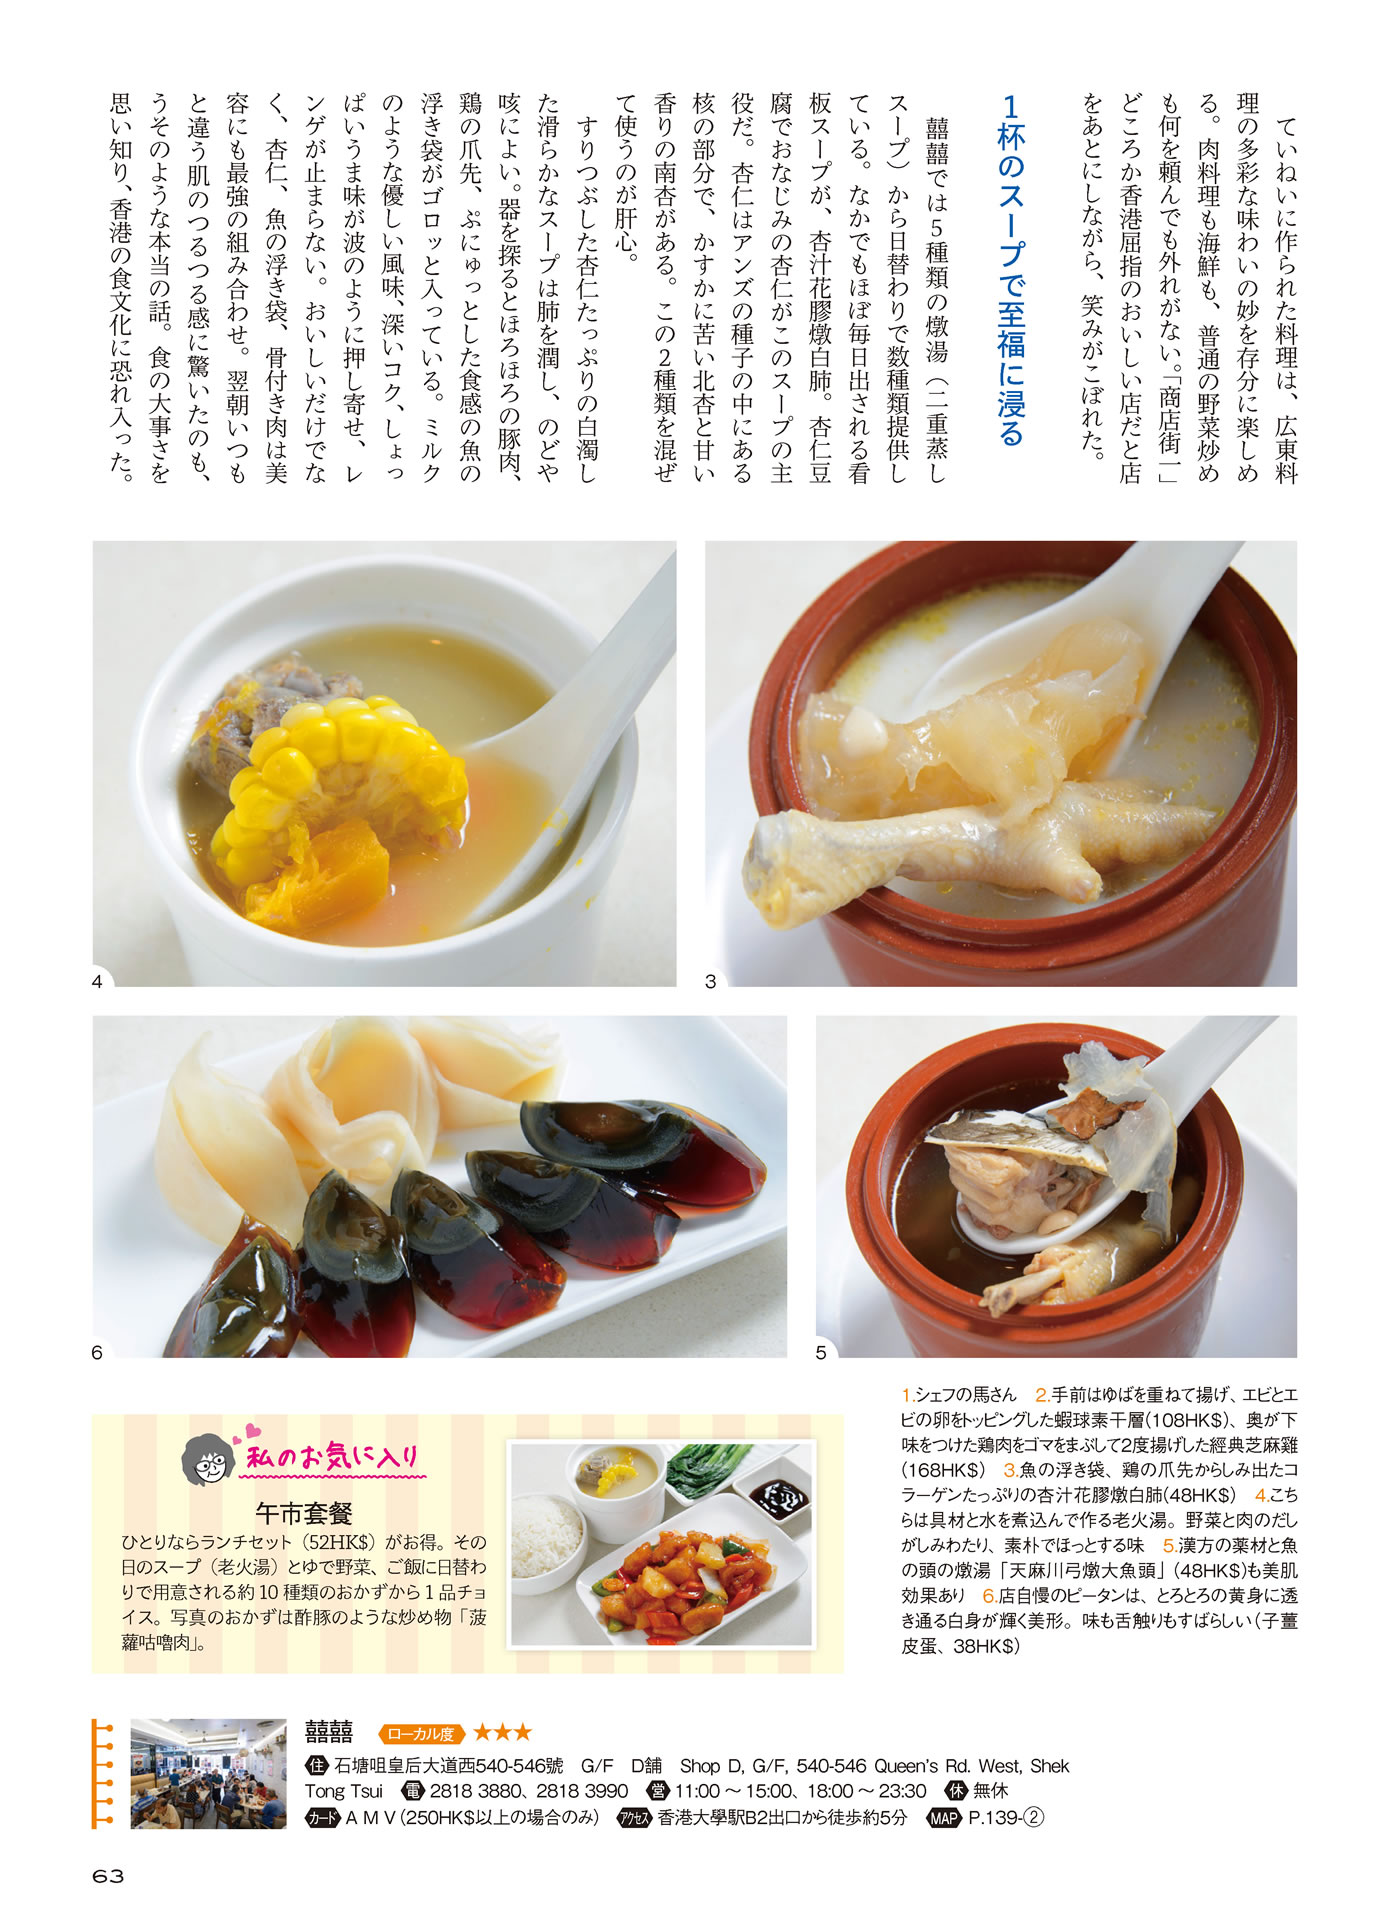 ていねいに作られた料理は、広東料
理の多彩な味わいの妙を存分に楽しめ
る。肉料理も海鮮も、普通の野菜炒め
も何を頼んでも外れがない。「商店街一」
どころか香港屈指のおいしい店だと店
をあとにしながら、笑みがこぼれた。
1杯のスープで至福に浸る
囍囍では5種類の燉湯（二重蒸し
スープ）から日替わりで数種類提供し
ている。なかでもほぼ毎日出される看
板スープが、杏汁花膠燉白肺。杏仁豆
腐でおなじみの杏仁がこのスープの主
役だ。杏仁はアンズの種子の中にある
核の部分で、かすかに苦い北杏と甘い
香りの南杏がある。この2種類を混ぜ
て使うのが肝心。
すりつぶした杏仁たっぷりの白濁し
た滑らかなスープは肺を潤し、のどや
咳によい。器を探るとほろほろの豚肉、
鶏の爪先、ぷにゅっとした食感の魚の
浮き袋がゴロッと入っている。ミルク
のような優しい風味、深いコク、しょっ
ぱいうま味が波のように押し寄せ、レ
ンゲが止まらない。おいしいだけでな
く、杏仁、魚の浮き袋、骨付き肉は美
容にも最強の組み合わせ。翌朝いつも
と違う肌のつるつる感に驚いたのも、
うそのような本当の話。食の大事さを
思い知り、香港の食文化に恐れ入った。
4
3
6
5
1.シェフの馬さん　2.手前はゆばを重ねて揚げ、エビとエ
ビの卵をトッピングした蝦球素千層(108HK$)、奥が下
味をつけた鶏肉をゴマをまぶして2度揚げした經典芝麻雞
(168HK$)　3.魚の浮き袋、鶏の爪先からしみ出たコ
ラーゲンたっぷりの杏汁花膠燉白肺(48HK$)　4.こち
らは具材と水を煮込んで作る老火湯。野菜と肉のだし
がしみわたり、素朴でほっとする味　5.漢方の薬材と魚
の頭の燉湯「天麻川弓燉大魚頭」(48HK$)も美肌
効果あり　6.店自慢のピータンは、とろとろの黄身に透
き通る白身が輝く美形。味も舌触りもすばらしい(子薑
皮蛋、38HK$)
私のお気に入り
午市套餐
ひとりならランチセット（52HK$）がお得。その
日のスープ（老火湯）とゆで野菜、ご飯に日替わ
りで用意される約10種類のおかずから1品チョ
イス。写真のおかずは酢豚のような炒め物「菠
蘿咕嚕肉」。
囍囍　ローカル度 ★★★
住 石塘咀皇后大道西540-546號　G/F　D舖　Shop D, G/F, 540-546 Queen's Rd. West, Shek
Tong Tsui　電 2818 3880、2818 3990　営 11:00～15:00、18:00～23:30　休 無休
カード A M V(250HK$以上の場合のみ)　アクセス 香港大學駅B2出口から徒歩約5分　MAP P.139-②
63